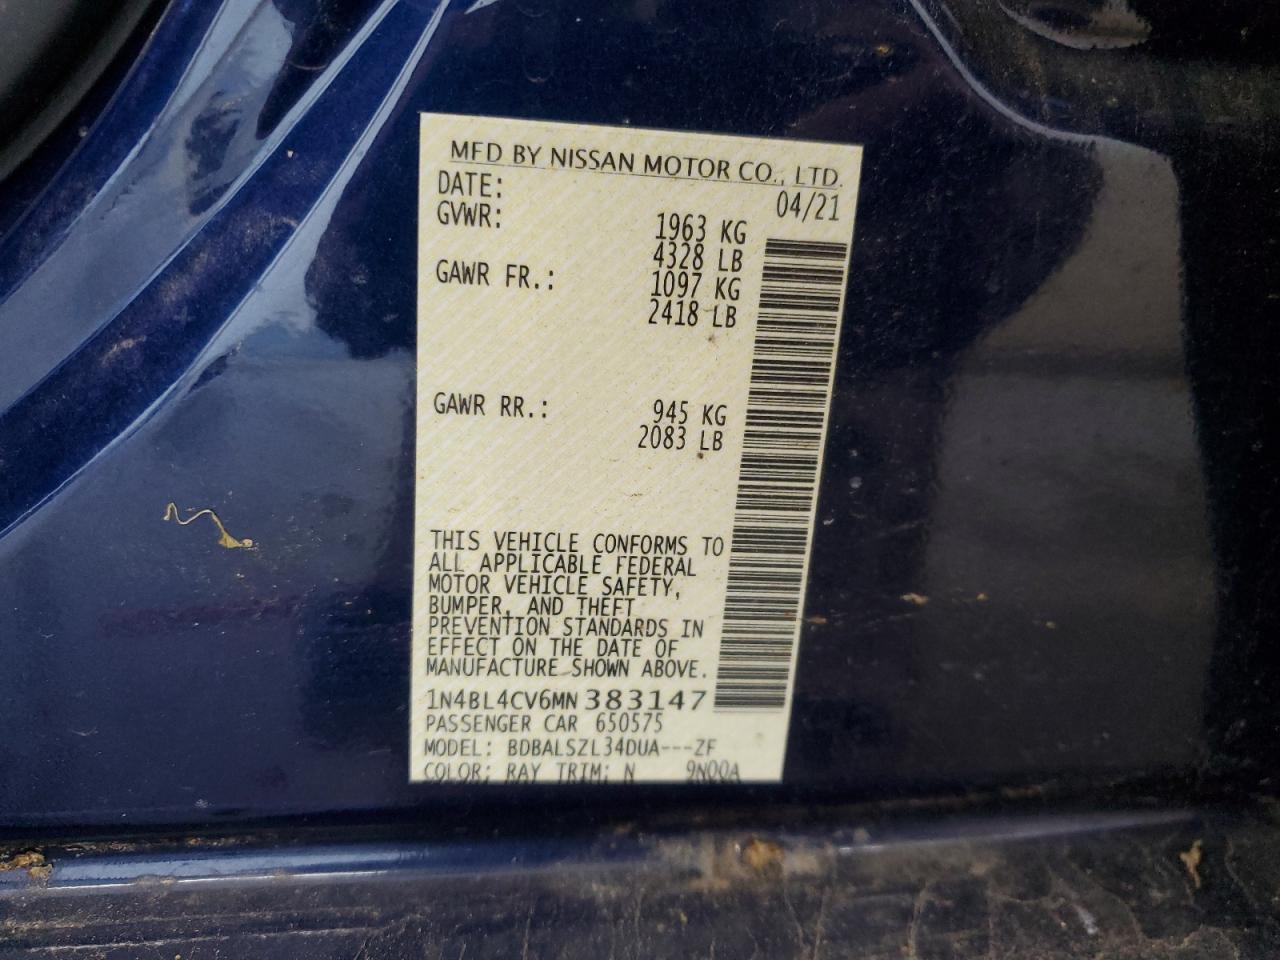 MFD BY NISSAN MOTOR CO., LTD.
DATE: 04/21
GVWR: 1963 KG
4328 LB
GAWR FR.: 1097 KG
2418 LB
GAWR RR.: 945 KG
2083 LB
THIS VEHICLE CONFORMS TO
ALL APPLICABLE FEDERAL
MOTOR VEHICLE SAFETY,
BUMPER, AND THEFT
PREVENTION STANDARDS IN
EFFECT ON THE DATE OF
MANUFACTURE SHOWN ABOVE.
1N4BL4CV6MN383147
PASSENGER CAR 650575
MODEL: BDBALSZL34DUA---ZF
COLOR: RAY TRIM: N 9N00A